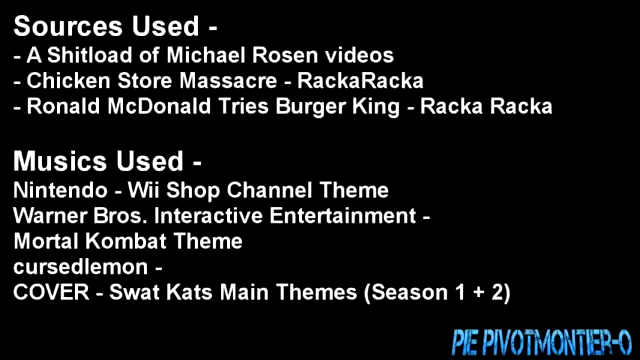 Sources Used -
- A Shitload of Michael Rosen videos
- Chicken Store Massacre - RackaRacka
- Ronald McDonald Tries Burger King - Racka Racka
Musics Used -
Nintendo - Wii Shop Channel Theme
Warner Bros. Interactive Entertainment -
Mortal Kombat Theme
cursedlemon -
COVER - Swat Kats Main Themes (Season 1 + 2)
PIE PIVOTMONTIER-O